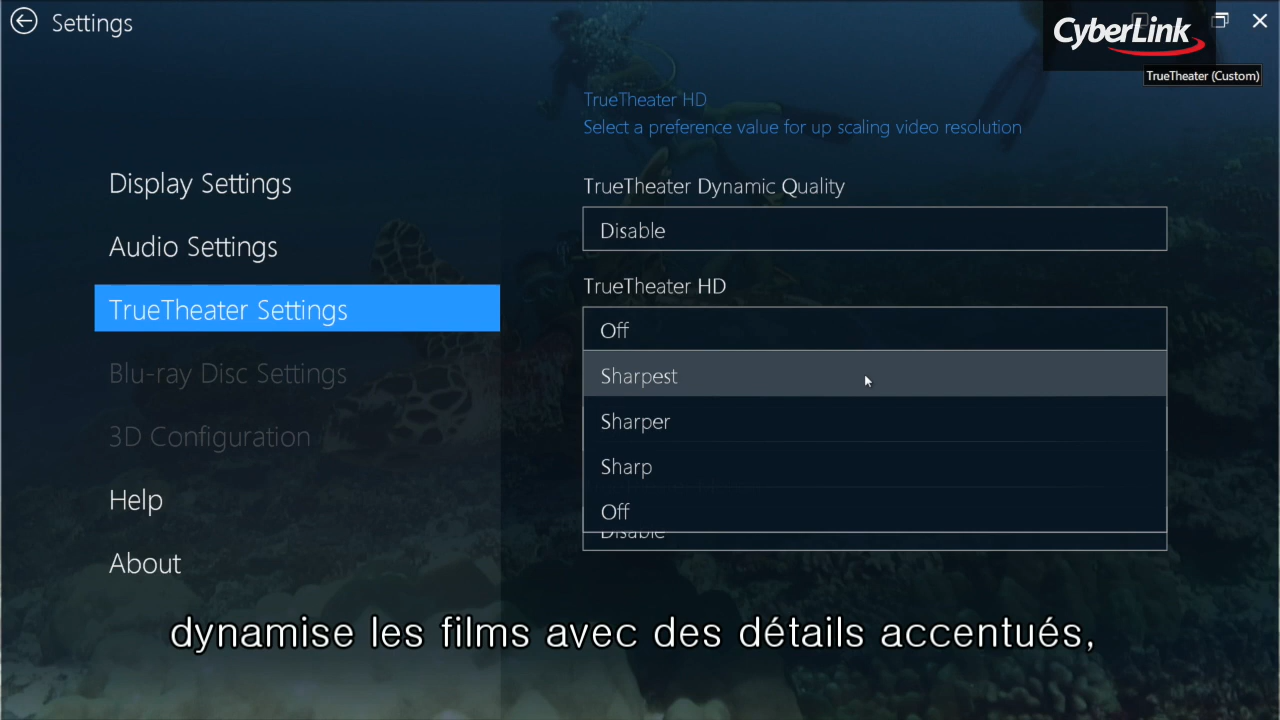 Settings
CyberLink
TrueTheater (Custom)
TrueTheater HD
Select a preference value for up scaling video resolution
Display Settings
Audio Settings
TrueTheater Settings
Blu-ray Disc Settings
3D Configuration
Help
About
TrueTheater Dynamic Quality
Disable
TrueTheater HD
Off
Sharpest
Sharper
Sharp
Off
Disable
dynamise les films avec des détails accentués,